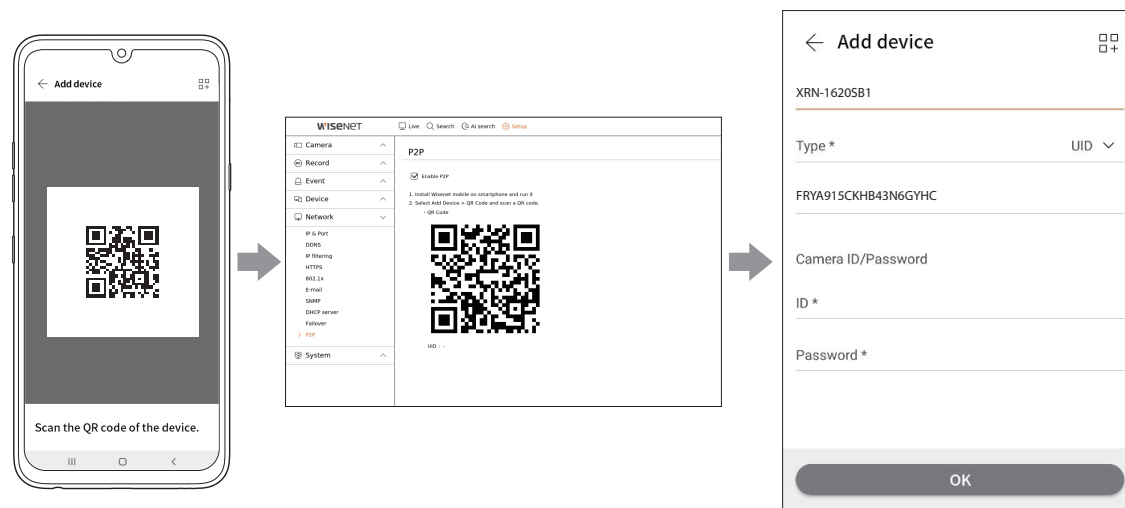 Add device
Scan the QR code of the device.
WISENET
Live Search AI search Setup
Camera
Record
Event
Device
Network
IP & Port
DDNS
IP filtering
HTTPS
802.1x
E-mail
SNMP
DHCP server
Failover
> P2P
System
P2P
Enable P2P
1. Install Wisenet mobile on smartphone and run it
2. Select Add Device > QR Code and scan a QR code.
- QR Code
UID : -
Add device
XRN-1620SB1
Type * UID
FRYA915CKHB43N6GYHC
Camera ID/Password
ID *
Password *
OK